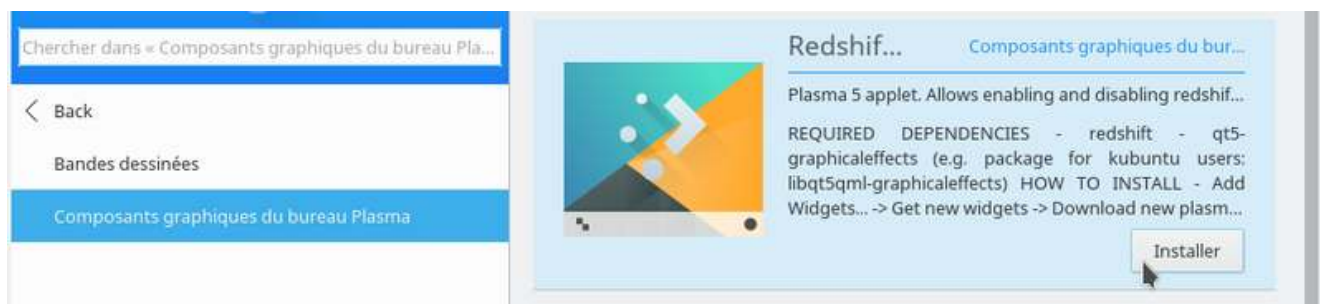 Chercher dans « Composants graphiques du bureau Pla...
Back
Bandes dessinées
Composants graphiques du bureau Plasma
Redshif...
Composants graphiques du bur...
Plasma 5 applet. Allows enabling and disabling redshif...
REQUIRED DEPENDENCIES - redshift - qt5-
graphicaleffects (e.g. package for kubuntu users:
libqt5qml-graphicaleffects) HOW TO INSTALL - Add
Widgets... -> Get new widgets -> Download new plasm...
Installer